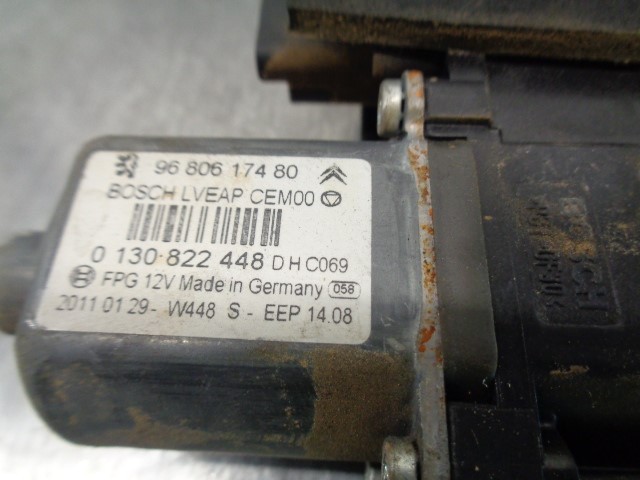 96 806 174 80
BOSCH LVEAP CEM00
0 130 822 448 D H C069
FPG 12V Made in Germany 056
2011 01 29- W448 S - EEP 14.08